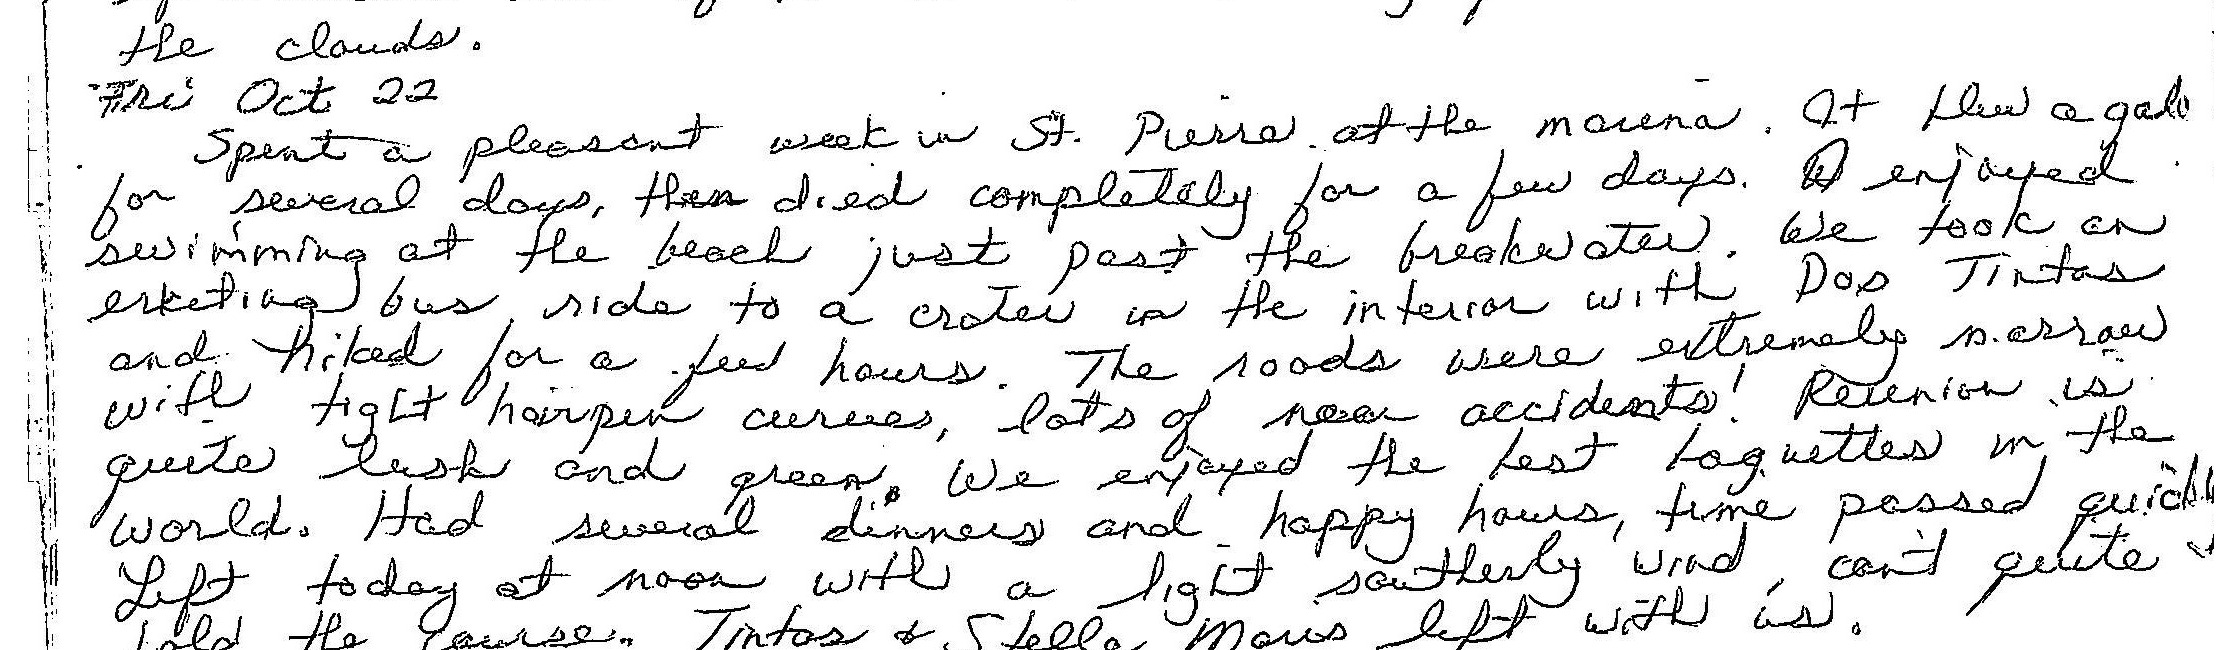 the clouds.
Fri Oct 22
Spent a pleasant week in St. Pierre at the marina. It blew a gale
for several days, then died completely for a few days. I enjoyed
swimming at the beach just past the breakwater. We took an
exciting bus ride to a crater in the interior with Dos Tintas
and hiked for a few hours. The roads were extremely narrow
with tight hairpin curves, lots of near accidents! Reunion is
quite lush and green. We enjoyed the best baguettes in the
world. Had several dinners and happy hours, time passed quickly
Left today at noon with a light southerly wind, can't quite
hold the course. Tintas & Stella Maris left with us.